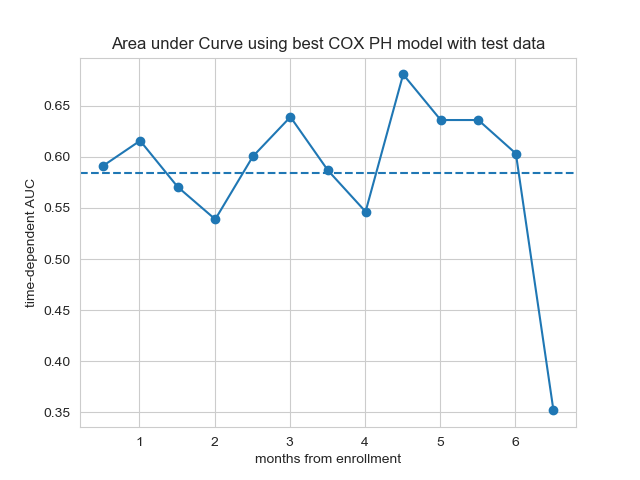 Area under Curve using best COX PH model with test data
time-dependent AUC
0.65
0.60
0.55
0.50
0.45
0.40
0.35
1 2 3 4 5 6
months from enrollment